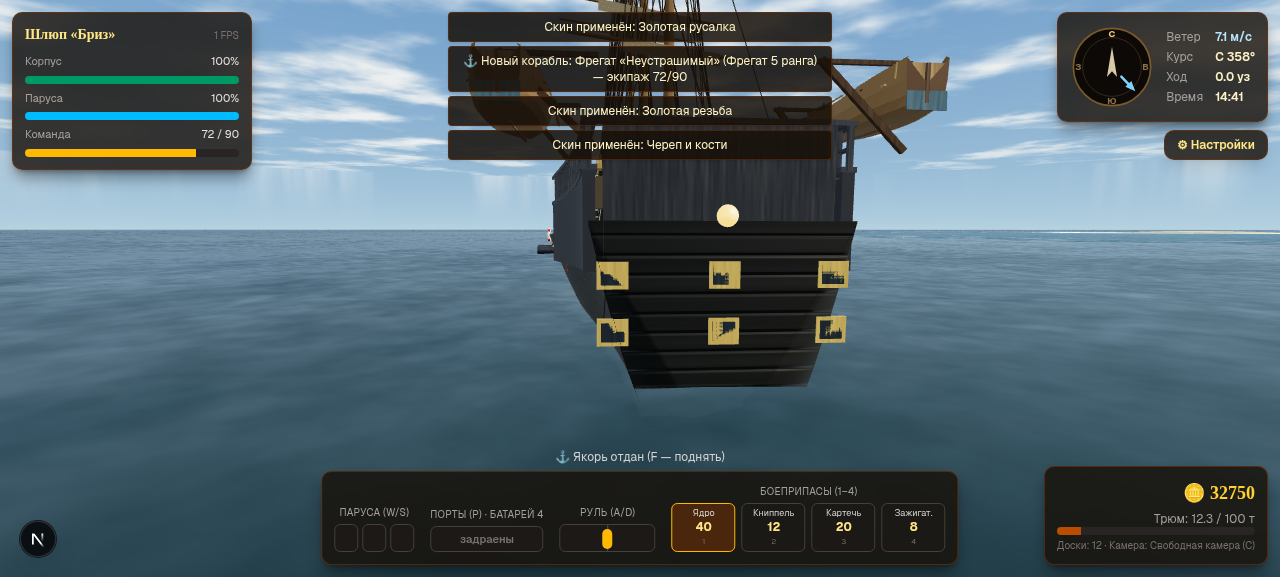 Шлюп «Бриз»
1 FPS
Корпус 100%
Паруса 100%
Команда 72 / 90
Скин применён: Золотая русалка
⚓ Новый корабль: Фрегат «Неустрашимый» (Фрегат 5 ранга)
— экипаж 72/90
Скин применён: Золотая резьба
Скин применён: Череп и кости
С
З
В
Ю
Ветер 7.1 м/с
Курс С 358°
Ход 0.0 уз
Время 14:41
⚙ Настройки
⚓ Якорь отдан (F — поднять)
ПАРУСА (W/S)
ПОРТЫ (P) · БАТАРЕЙ 4
задраены
РУЛЬ (A/D)
БОЕПРИПАСЫ (1–4)
Ядро
40
1
Книппель
12
2
Картечь
20
3
Зажигат.
8
4
32750
Трюм: 12.3 / 100 т
Доски: 12 · Камера: Свободная камера (C)
N